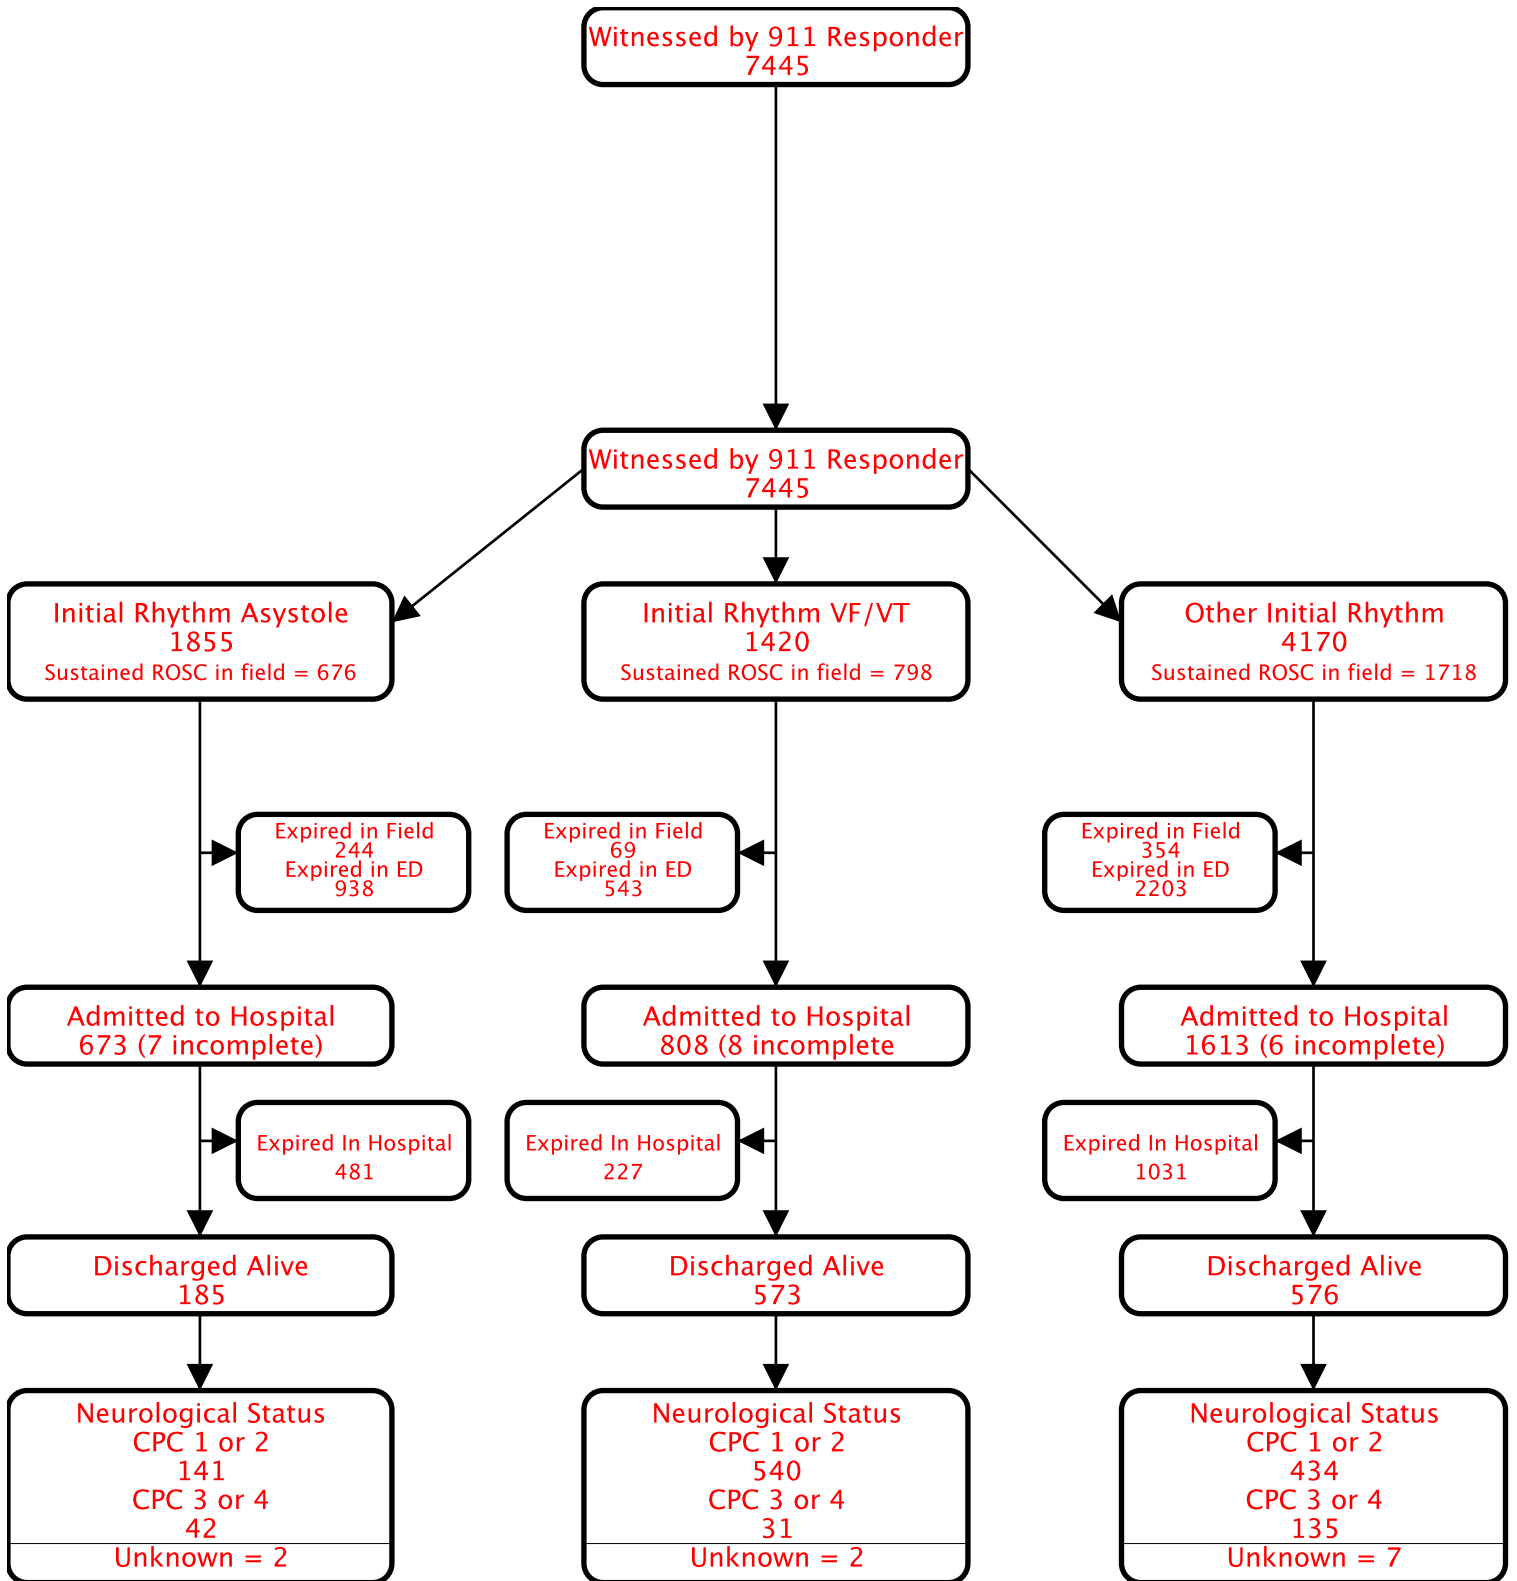 Witnessed by 911 Responder
7445
Witnessed by 911 Responder
7445
Initial Rhythm Asystole
1855
Sustained ROSC in field = 676
Initial Rhythm VF/VT
1420
Sustained ROSC in field = 798
Other Initial Rhythm
4170
Sustained ROSC in field = 1718
Expired in Field
244
Expired in ED
938
Expired in Field
69
Expired in ED
543
Expired in Field
354
Expired in ED
2203
Admitted to Hospital
673 (7 incomplete)
Admitted to Hospital
808 (8 incomplete
Admitted to Hospital
1613 (6 incomplete)
Expired In Hospital
481
Expired In Hospital
227
Expired In Hospital
1031
Discharged Alive
185
Discharged Alive
573
Discharged Alive
576
Neurological Status
CPC 1 or 2
141
CPC 3 or 4
42
Unknown = 2
Neurological Status
CPC 1 or 2
540
CPC 3 or 4
31
Unknown = 2
Neurological Status
CPC 1 or 2
434
CPC 3 or 4
135
Unknown = 7